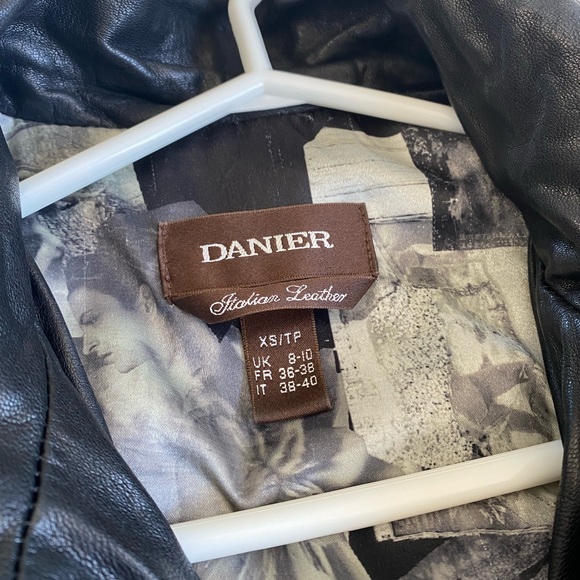 DANIER
Italian Leather
XS/TP
UK 8-10
FR 36-38
IT 38-40